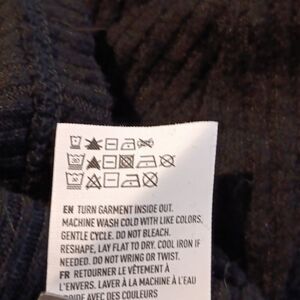 EN TURN GARMENT INSIDE OUT.
MACHINE WASH COLD WITH LIKE COLORS.
GENTLE CYCLE. DO NOT BLEACH.
RESHAPE, LAY FLAT TO DRY. COOL IRON IF
NEEDED. DO NOT WRING OR TWIST.
FR RETOURNER LE VÊTEMENT À
L'ENVERS. LAVER À LA MACHINE À L'EAU
FROIDE AVEC DES COULEURS